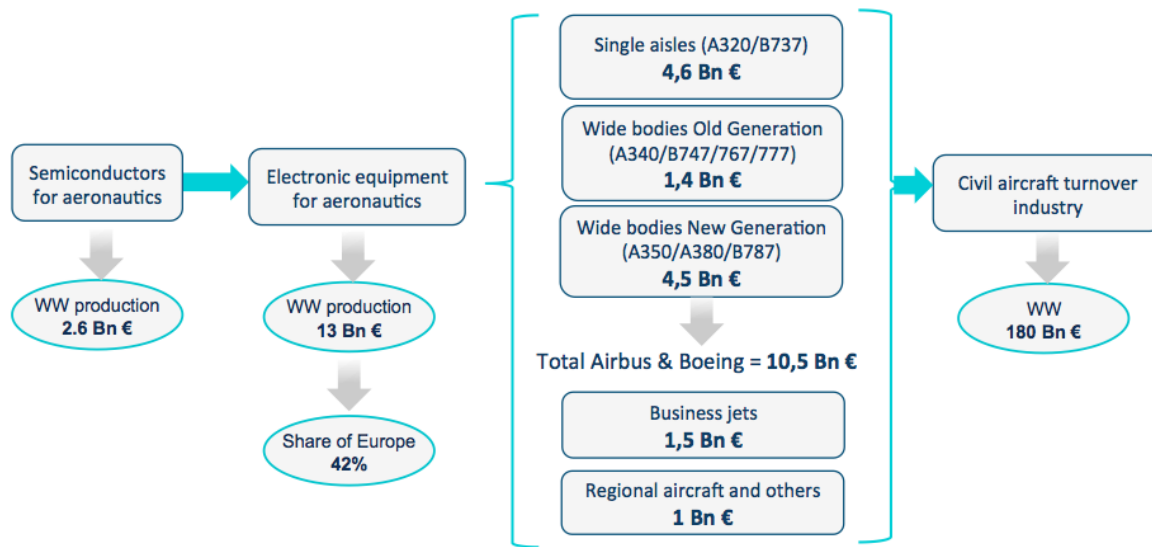 Semiconductors
for aeronautics
WW production
2.6 Bn €
Electronic equipment
for aeronautics
WW production
13 Bn €
Share of Europe
42%
Single aisles (A320/B737)
4,6 Bn €
Wide bodies Old Generation
(A340/B747/767/777)
1,4 Bn €
Wide bodies New Generation
(A350/A380/B787)
4,5 Bn €
Total Airbus & Boeing = 10,5 Bn €
Business jets
1,5 Bn €
Regional aircraft and others
1 Bn €
Civil aircraft turnover
industry
WW
180 Bn €